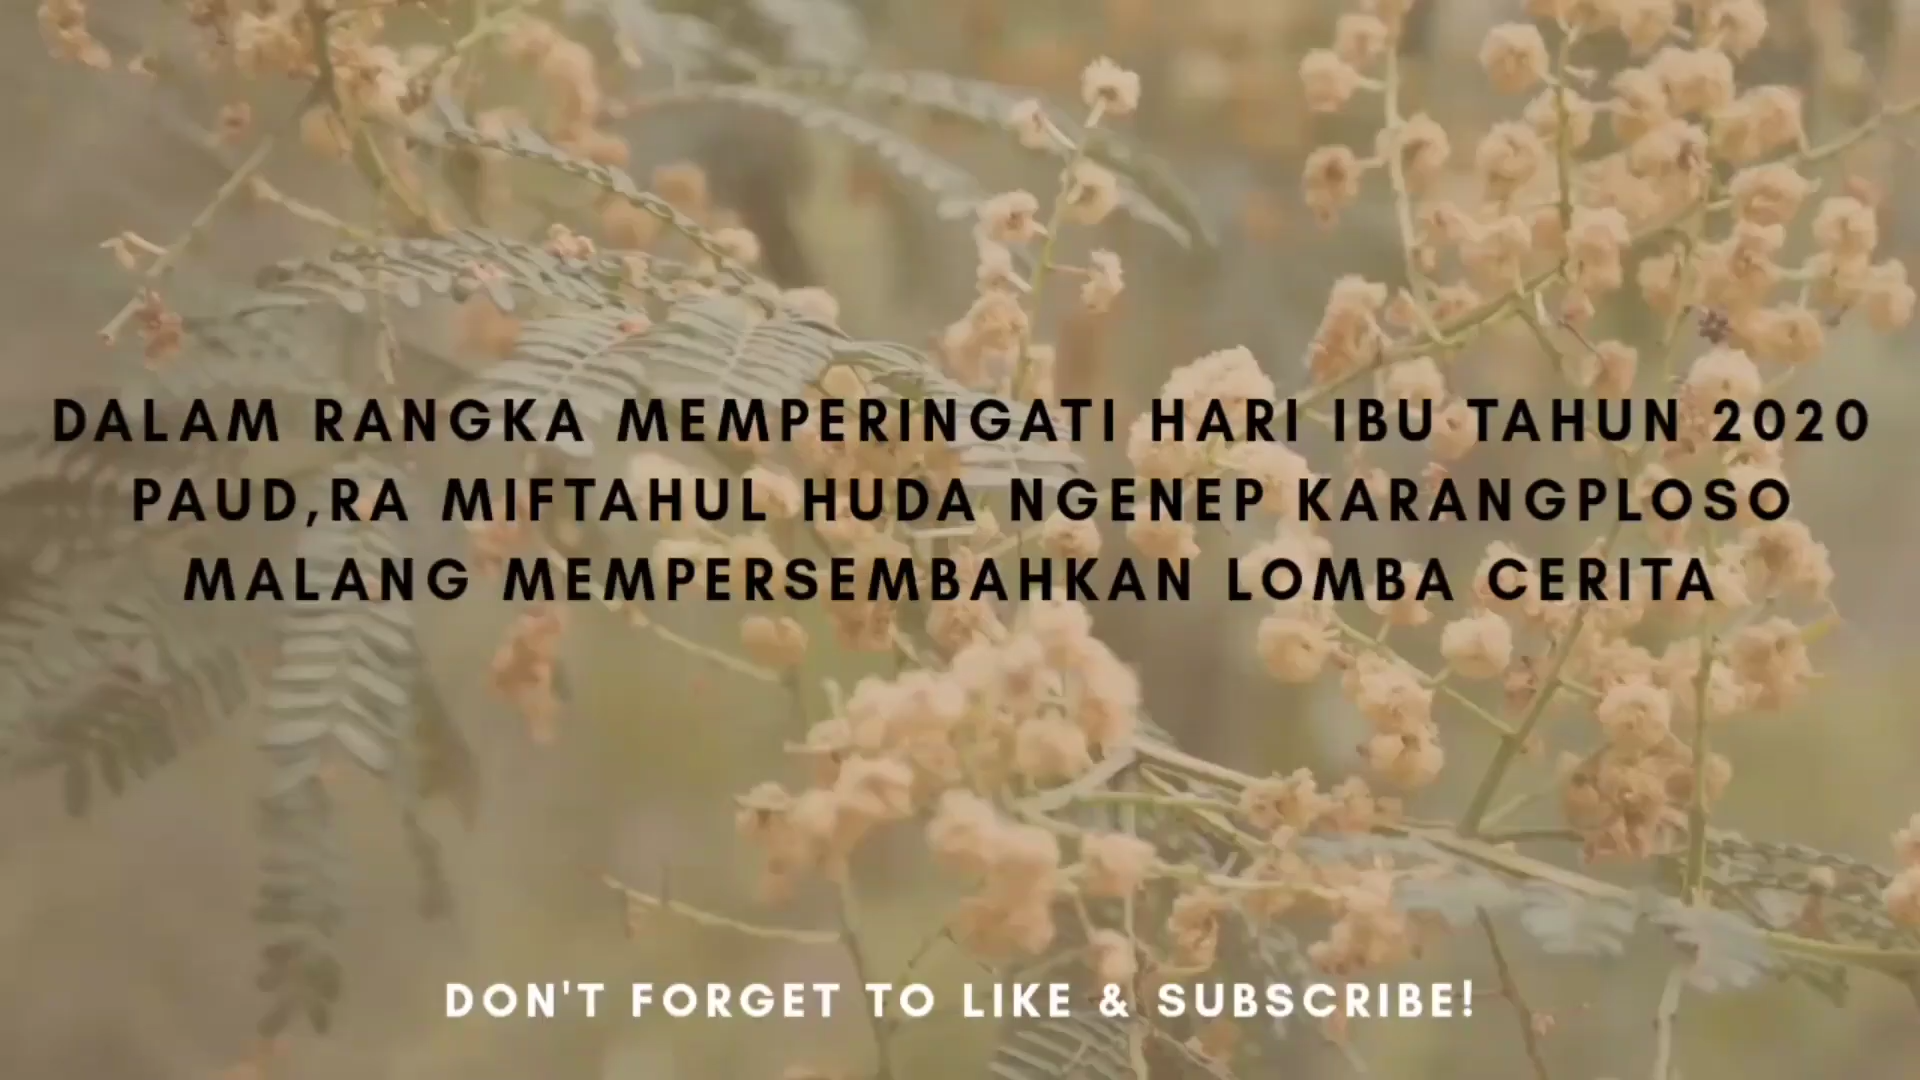 DALAM RANGKA MEMPERINGATI HARI IBU TAHUN 2020
PAUD,RA MIFTAHUL HUDA NGENEP KARANGPLOSO
MALANG MEMPERSEMBAHKAN LOMBA CERITA
DON'T FORGET TO LIKE & SUBSCRIBE!